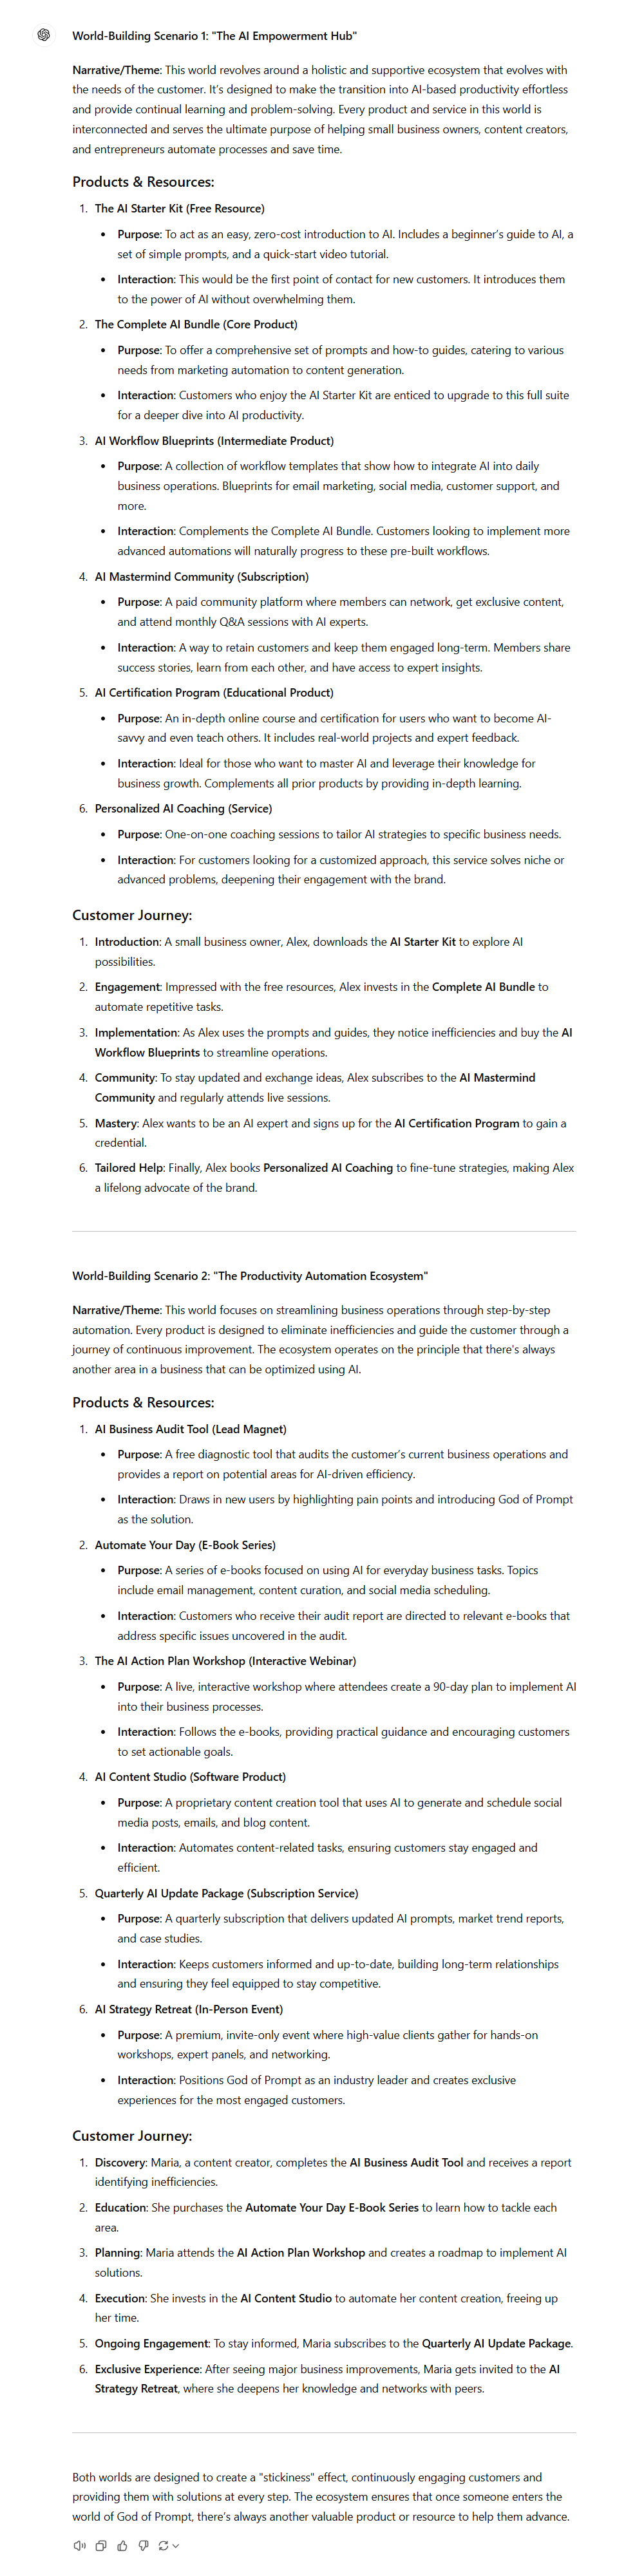 World-Building Scenario 1: "The AI Empowerment Hub"
Narrative/Theme: This world revolves around a holistic and supportive ecosystem that evolves with
the needs of the customer. It's designed to make the transition into AI-based productivity effortless
and provide continual learning and problem-solving. Every product and service in this world is
interconnected and serves the ultimate purpose of helping small business owners, content creators,
and entrepreneurs automate processes and save time.
Products & Resources:
1. The AI Starter Kit (Free Resource)
• Purpose: To act as an easy, zero-cost introduction to AI. Includes a beginner's guide to AI, a
set of simple prompts, and a quick-start video tutorial.
• Interaction: This would be the first point of contact for new customers. It introduces them
to the power of AI without overwhelming them.
2. The Complete AI Bundle (Core Product)
• Purpose: To offer a comprehensive set of prompts and how-to guides, catering to various
needs from marketing automation to content generation.
• Interaction: Customers who enjoy the AI Starter Kit are enticed to upgrade to this full suite
for a deeper dive into AI productivity.
3. AI Workflow Blueprints (Intermediate Product)
• Purpose: A collection of workflow templates that show how to integrate AI into daily
business operations. Blueprints for email marketing, social media, customer support, and
more.
• Interaction: Complements the Complete AI Bundle. Customers looking to implement more
advanced automations will naturally progress to these pre-built workflows.
4. AI Mastermind Community (Subscription)
• Purpose: A paid community platform where members can network, get exclusive content,
and attend monthly Q&A sessions with AI experts.
• Interaction: A way to retain customers and keep them engaged long-term. Members share
success stories, learn from each other, and have access to expert insights.
5. AI Certification Program (Educational Product)
• Purpose: An in-depth online course and certification for users who want to become AI-
savvy and even teach others. It includes real-world projects and expert feedback.
• Interaction: Ideal for those who want to master AI and leverage their knowledge for
business growth. Complements all prior products by providing in-depth learning.
6. Personalized AI Coaching (Service)
• Purpose: One-on-one coaching sessions to tailor AI strategies to specific business needs.
• Interaction: For customers looking for a customized approach, this service solves niche or
advanced problems, deepening their engagement with the brand.
Customer Journey:
1. Introduction: A small business owner, Alex, downloads the AI Starter Kit to explore AI
possibilities.
2. Engagement: Impressed with the free resources, Alex invests in the Complete AI Bundle to
automate repetitive tasks.
3. Implementation: As Alex uses the prompts and guides, they notice inefficiencies and buy the AI
Workflow Blueprints to streamline operations.
4. Community: To stay updated and exchange ideas, Alex subscribes to the AI Mastermind
Community and regularly attends live sessions.
5. Mastery: Alex wants to be an AI expert and signs up for the AI Certification Program to gain a
credential.
6. Tailored Help: Finally, Alex books Personalized AI Coaching to fine-tune strategies, making Alex
a lifelong advocate of the brand.
World-Building Scenario 2: "The Productivity Automation Ecosystem"
Narrative/Theme: This world focuses on streamlining business operations through step-by-step
automation. Every product is designed to eliminate inefficiencies and guide the customer through a
journey of continuous improvement. The ecosystem operates on the principle that there's always
another area in a business that can be optimized using AI.
Products & Resources:
1. AI Business Audit Tool (Lead Magnet)
• Purpose: A free diagnostic tool that audits the customer's current business operations and
provides a report on potential areas for AI-driven efficiency.
• Interaction: Draws in new users by highlighting pain points and introducing God of Prompt
as the solution.
2. Automate Your Day (E-Book Series)
• Purpose: A series of e-books focused on using AI for everyday business tasks. Topics
include email management, content curation, and social media scheduling.
• Interaction: Customers who receive their audit report are directed to relevant e-books that
address specific issues uncovered in the audit.
3. The AI Action Plan Workshop (Interactive Webinar)
• Purpose: A live, interactive workshop where attendees create a 90-day plan to implement AI
into their business processes.
• Interaction: Follows the e-books, providing practical guidance and encouraging customers
to set actionable goals.
4. AI Content Studio (Software Product)
• Purpose: A proprietary content creation tool that uses AI to generate and schedule social
media posts, emails, and blog content.
• Interaction: Automates content-related tasks, ensuring customers stay engaged and
efficient.
5. Quarterly AI Update Package (Subscription Service)
• Purpose: A quarterly subscription that delivers updated AI prompts, market trend reports,
and case studies.
• Interaction: Keeps customers informed and up-to-date, building long-term relationships
and ensuring they feel equipped to stay competitive.
6. AI Strategy Retreat (In-Person Event)
• Purpose: A premium, invite-only event where high-value clients gather for hands-on
workshops, expert panels, and networking.
• Interaction: Positions God of Prompt as an industry leader and creates exclusive
experiences for the most engaged customers.
Customer Journey:
1. Discovery: Maria, a content creator, completes the AI Business Audit Tool and receives a report
identifying inefficiencies.
2. Education: She purchases the Automate Your Day E-Book Series to learn how to tackle each
area.
3. Planning: Maria attends the AI Action Plan Workshop and creates a roadmap to implement AI
solutions.
4. Execution: She invests in the AI Content Studio to automate her content creation, freeing up
her time.
5. Ongoing Engagement: To stay informed, Maria subscribes to the Quarterly AI Update Package.
6. Exclusive Experience: After seeing major business improvements, Maria gets invited to the AI
Strategy Retreat, where she deepens her knowledge and networks with peers.
Both worlds are designed to create a "stickiness" effect, continuously engaging customers and
providing them with solutions at every step. The ecosystem ensures that once someone enters the
world of God of Prompt, there's always another valuable product or resource to help them advance.